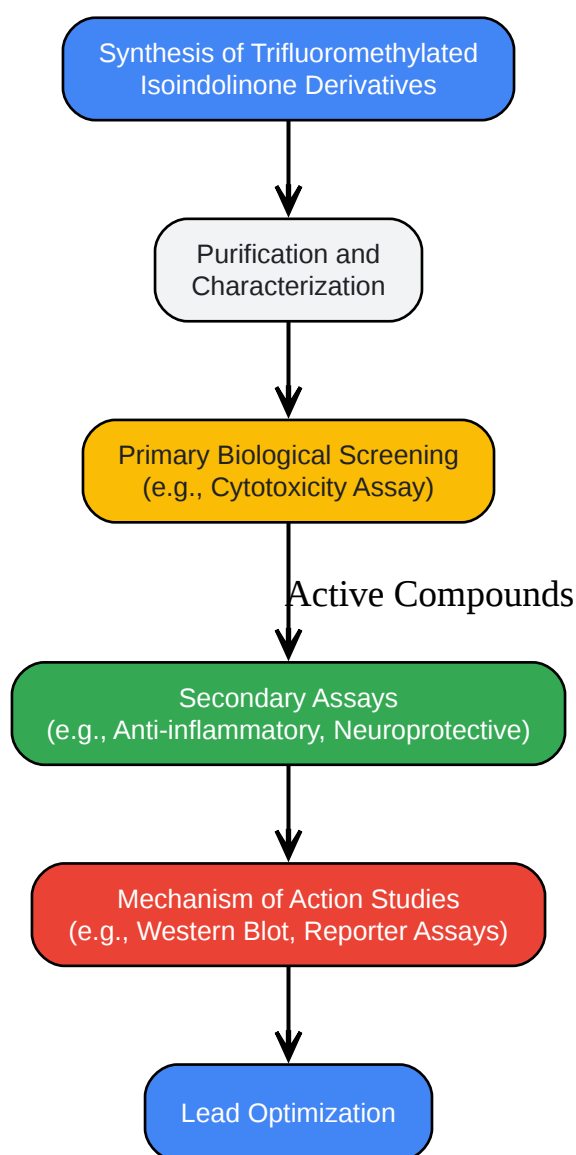 Synthesis of Trifluoromethylated
Isoindolinone Derivatives
Purification and
Characterization
Primary Biological Screening
(e.g., Cytotoxicity Assay)
Active Compounds
Secondary Assays
(e.g., Anti-inflammatory, Neuroprotective)
Mechanism of Action Studies
(e.g., Western Blot, Reporter Assays)
Lead Optimization